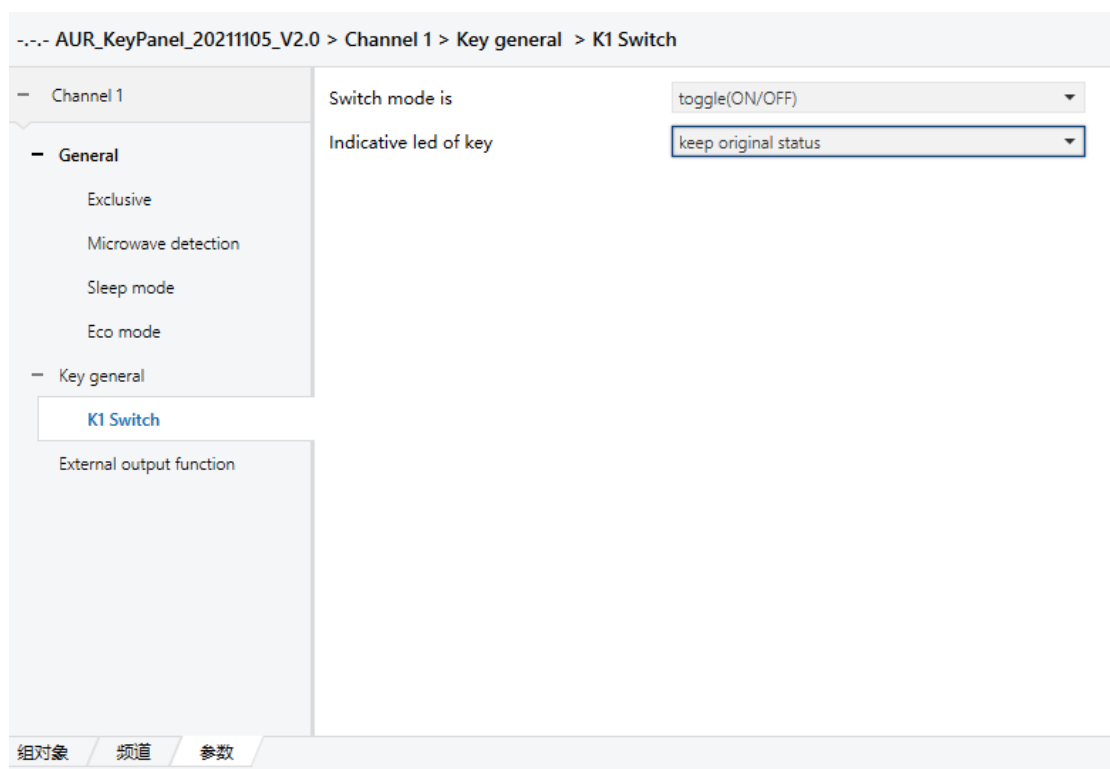 -.-.- AUR_KeyPanel_20211105_V2.0 > Channel 1 > Key general > K1 Switch
Channel 1
General
Exclusive
Microwave detection
Sleep mode
Eco mode
Key general
K1 Switch
External output function
Switch mode is toggle(ON/OFF)
Indicative led of key keep original status
组对象 频道 参数